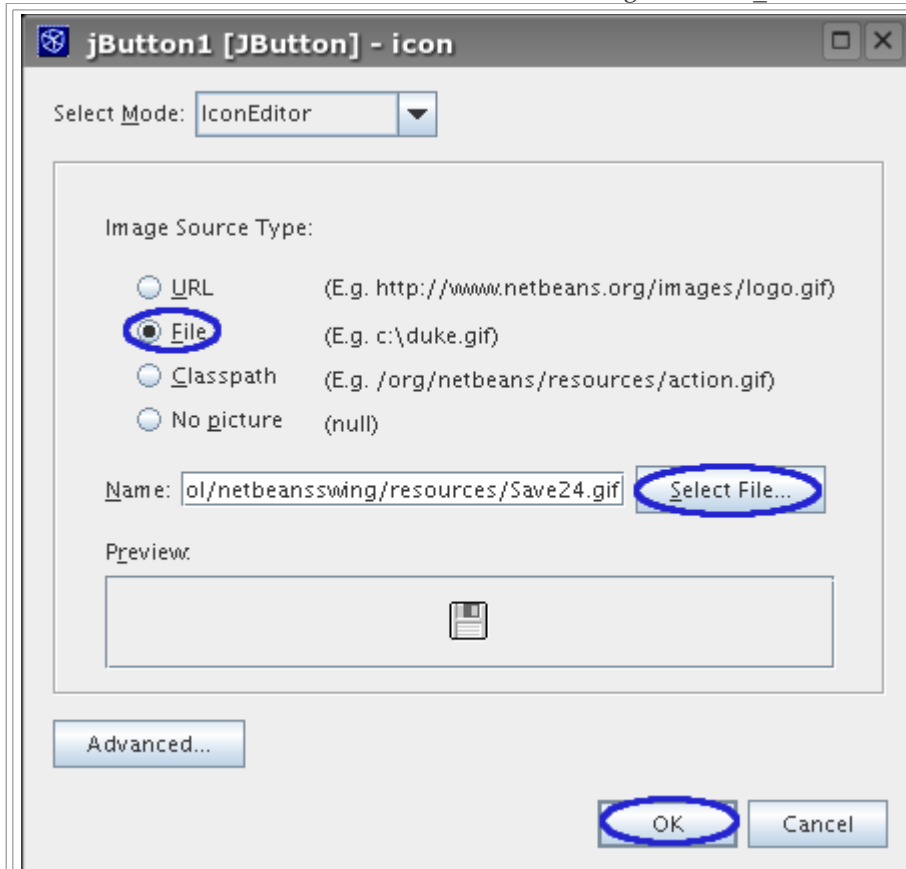 jButton1 [JButton] - icon
Select Mode: IconEditor
Image Source Type:
URL (E.g. http://www.netbeans.org/images/logo.gif)
File (E.g. c:\duke.gif)
Classpath (E.g. /org/netbeans/resources/action.gif)
No picture (null)
Name: ol/netbeansswing/resources/Save24.gif Select File...
Preview:
Advanced...
OK Cancel